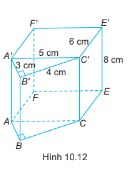 F'
E'
6 cm
A'
5 cm
C'
3 cm
4 cm
8 cm
B'
F
E
A
C
B
Hình 10.12